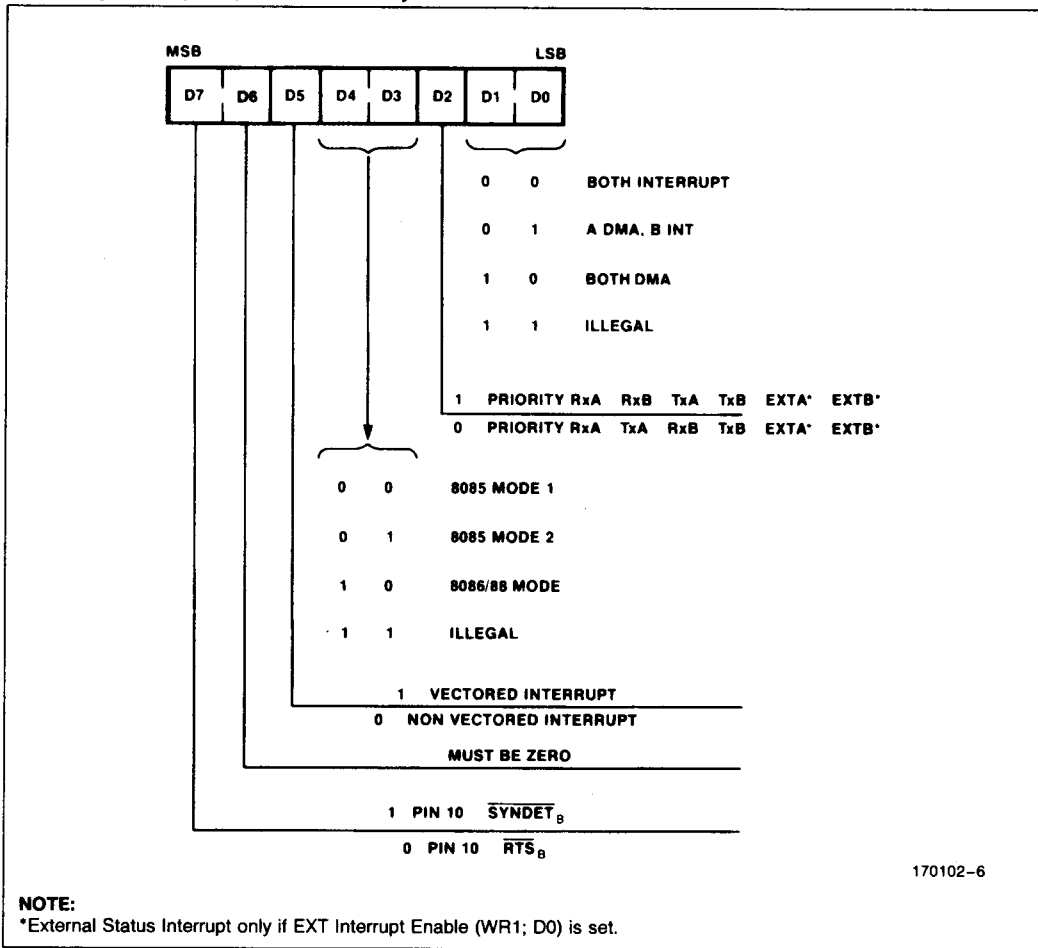 MSB LSB
D7 D6 D5 D4 D3 D2 D1 D0
0 0 BOTH INTERRUPT
0 1 A DMA, B INT
1 0 BOTH DMA
1 1 ILLEGAL
1 PRIORITY RxA RxB TxA TxB EXTA* EXTB*
0 PRIORITY RxA TxA RxB TxB EXTA* EXTB*
0 0 8085 MODE 1
0 1 8085 MODE 2
1 0 8086/88 MODE
1 1 ILLEGAL
1 VECTORED INTERRUPT
0 NON VECTORED INTERRUPT
MUST BE ZERO
1 PIN 10 SYNDET B
0 PIN 10 RTS B
170102–6
NOTE:
*External Status Interrupt only if EXT Interrupt Enable (WR1; D0) is set.